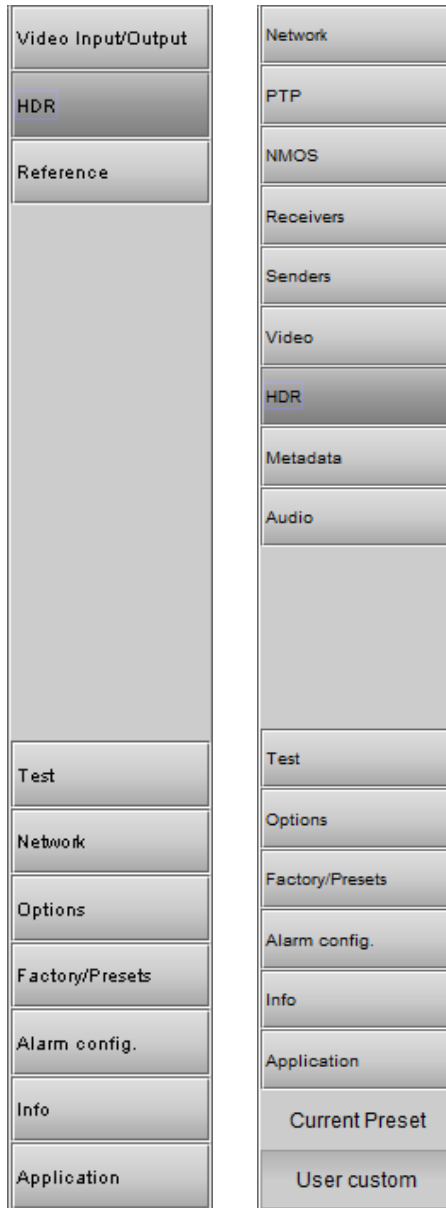 Video Input/Output
HDR
Reference
Test
Network
Options
Factory/Presets
Alarm config.
Info
Application
Network
PTP
NMOS
Receivers
Senders
Video
HDR
Metadata
Audio
Test
Options
Factory/Presets
Alarm config.
Info
Application
Current Preset
User custom